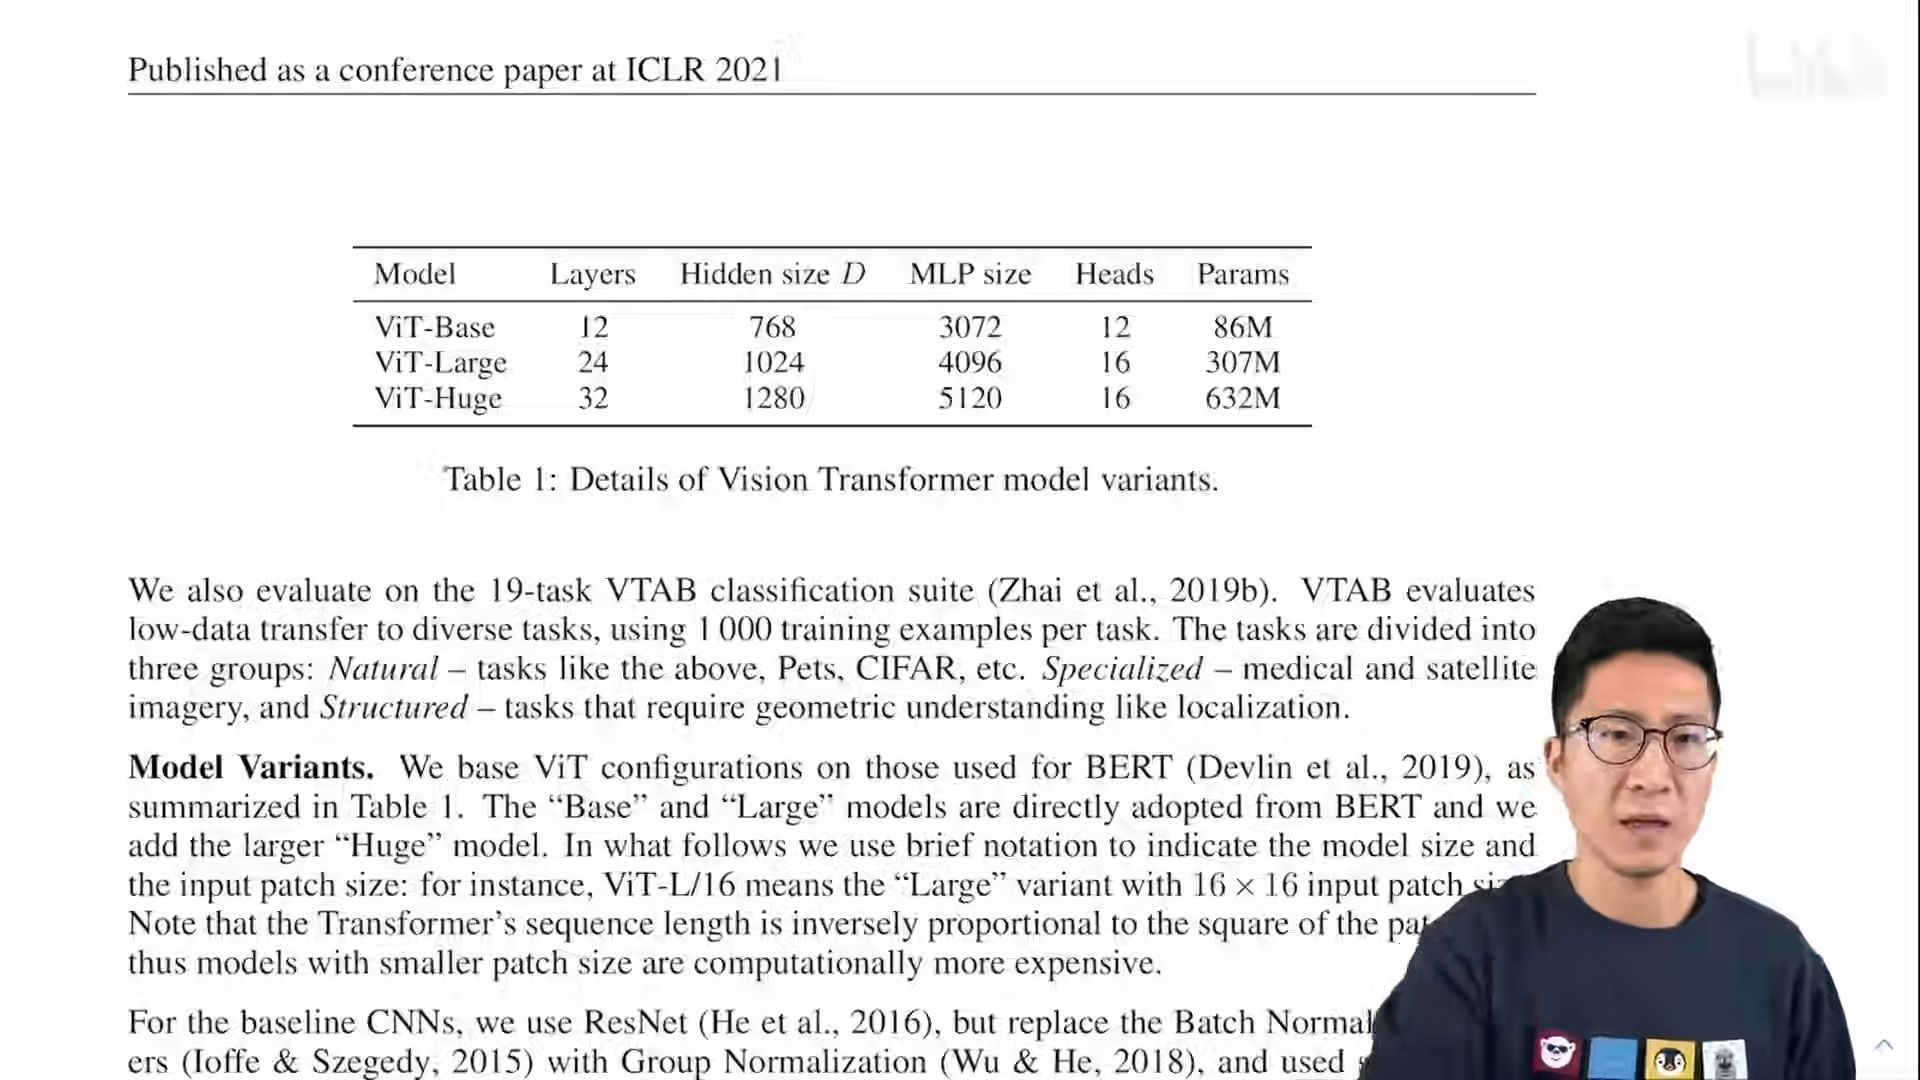 Published as a conference paper at ICLR 2021
Model Layers Hidden size D MLP size Heads Params
ViT-Base 12 768 3072 12 86M
ViT-Large 24 1024 4096 16 307M
ViT-Huge 32 1280 5120 16 632M
Table 1: Details of Vision Transformer model variants.
We also evaluate on the 19-task VTAB classification suite (Zhai et al., 2019b). VTAB evaluates
low-data transfer to diverse tasks, using 1 000 training examples per task. The tasks are divided into
three groups: Natural – tasks like the above, Pets, CIFAR, etc. Specialized – medical and satellite
imagery, and Structured – tasks that require geometric understanding like localization.
Model Variants. We base ViT configurations on those used for BERT (Devlin et al., 2019), as
summarized in Table 1. The “Base” and “Large” models are directly adopted from BERT and we
add the larger “Huge” model. In what follows we use brief notation to indicate the model size and
the input patch size: for instance, ViT-L/16 means the “Large” variant with 16 × 16 input patch
Note that the Transformer’s sequence length is inversely proportional to the square of the
thus models with smaller patch size are computationally more expensive.
For the baseline CNNs, we use ResNet (He et al., 2016), but replace the Batch
ers (Ioffe & Szegedy, 2015) with Group Normalization (Wu & He, 2018), and used